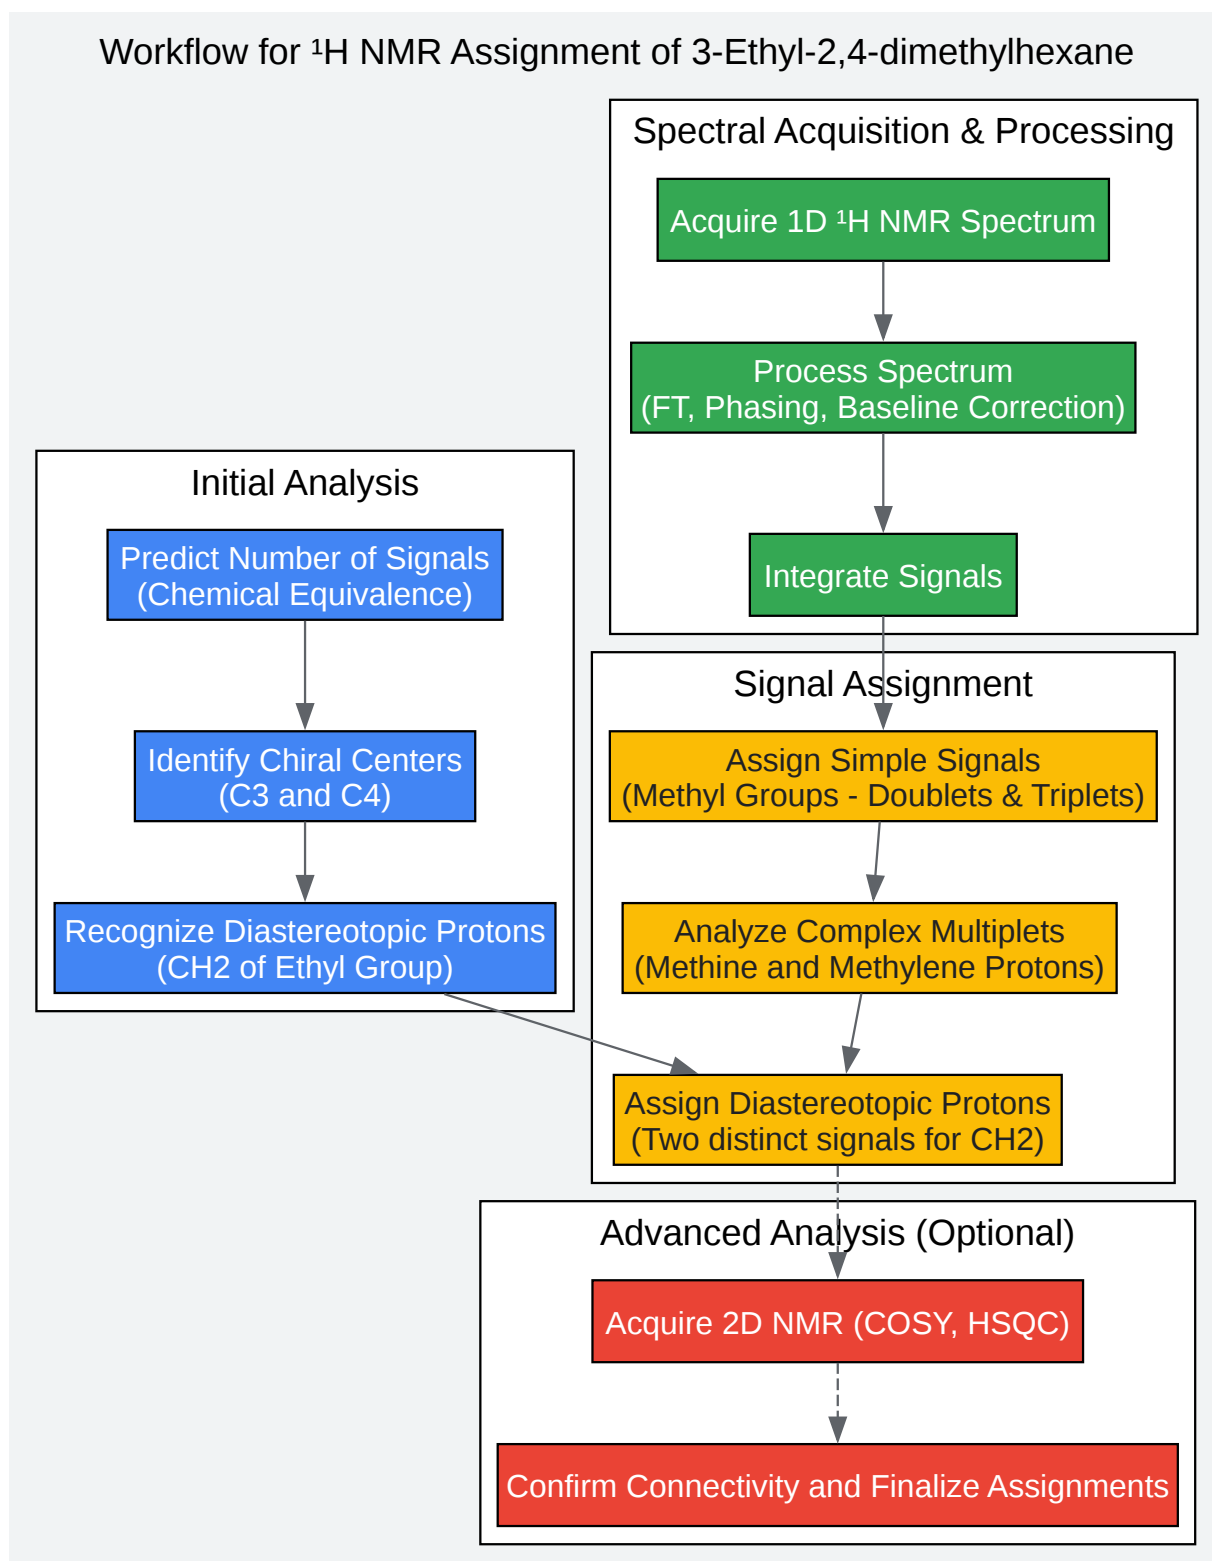 Workflow for ¹H NMR Assignment of 3-Ethyl-2,4-dimethylhexane
Spectral Acquisition & Processing
Acquire 1D ¹H NMR Spectrum
Process Spectrum
(FT, Phasing, Baseline Correction)
Integrate Signals
Initial Analysis
Predict Number of Signals
(Chemical Equivalence)
Identify Chiral Centers
(C3 and C4)
Recognize Diastereotopic Protons
(CH2 of Ethyl Group)
Signal Assignment
Assign Simple Signals
(Methyl Groups - Doublets & Triplets)
Analyze Complex Multiplets
(Methine and Methylene Protons)
Assign Diastereotopic Protons
(Two distinct signals for CH2)
Advanced Analysis (Optional)
Acquire 2D NMR (COSY, HSQC)
Confirm Connectivity and Finalize Assignments